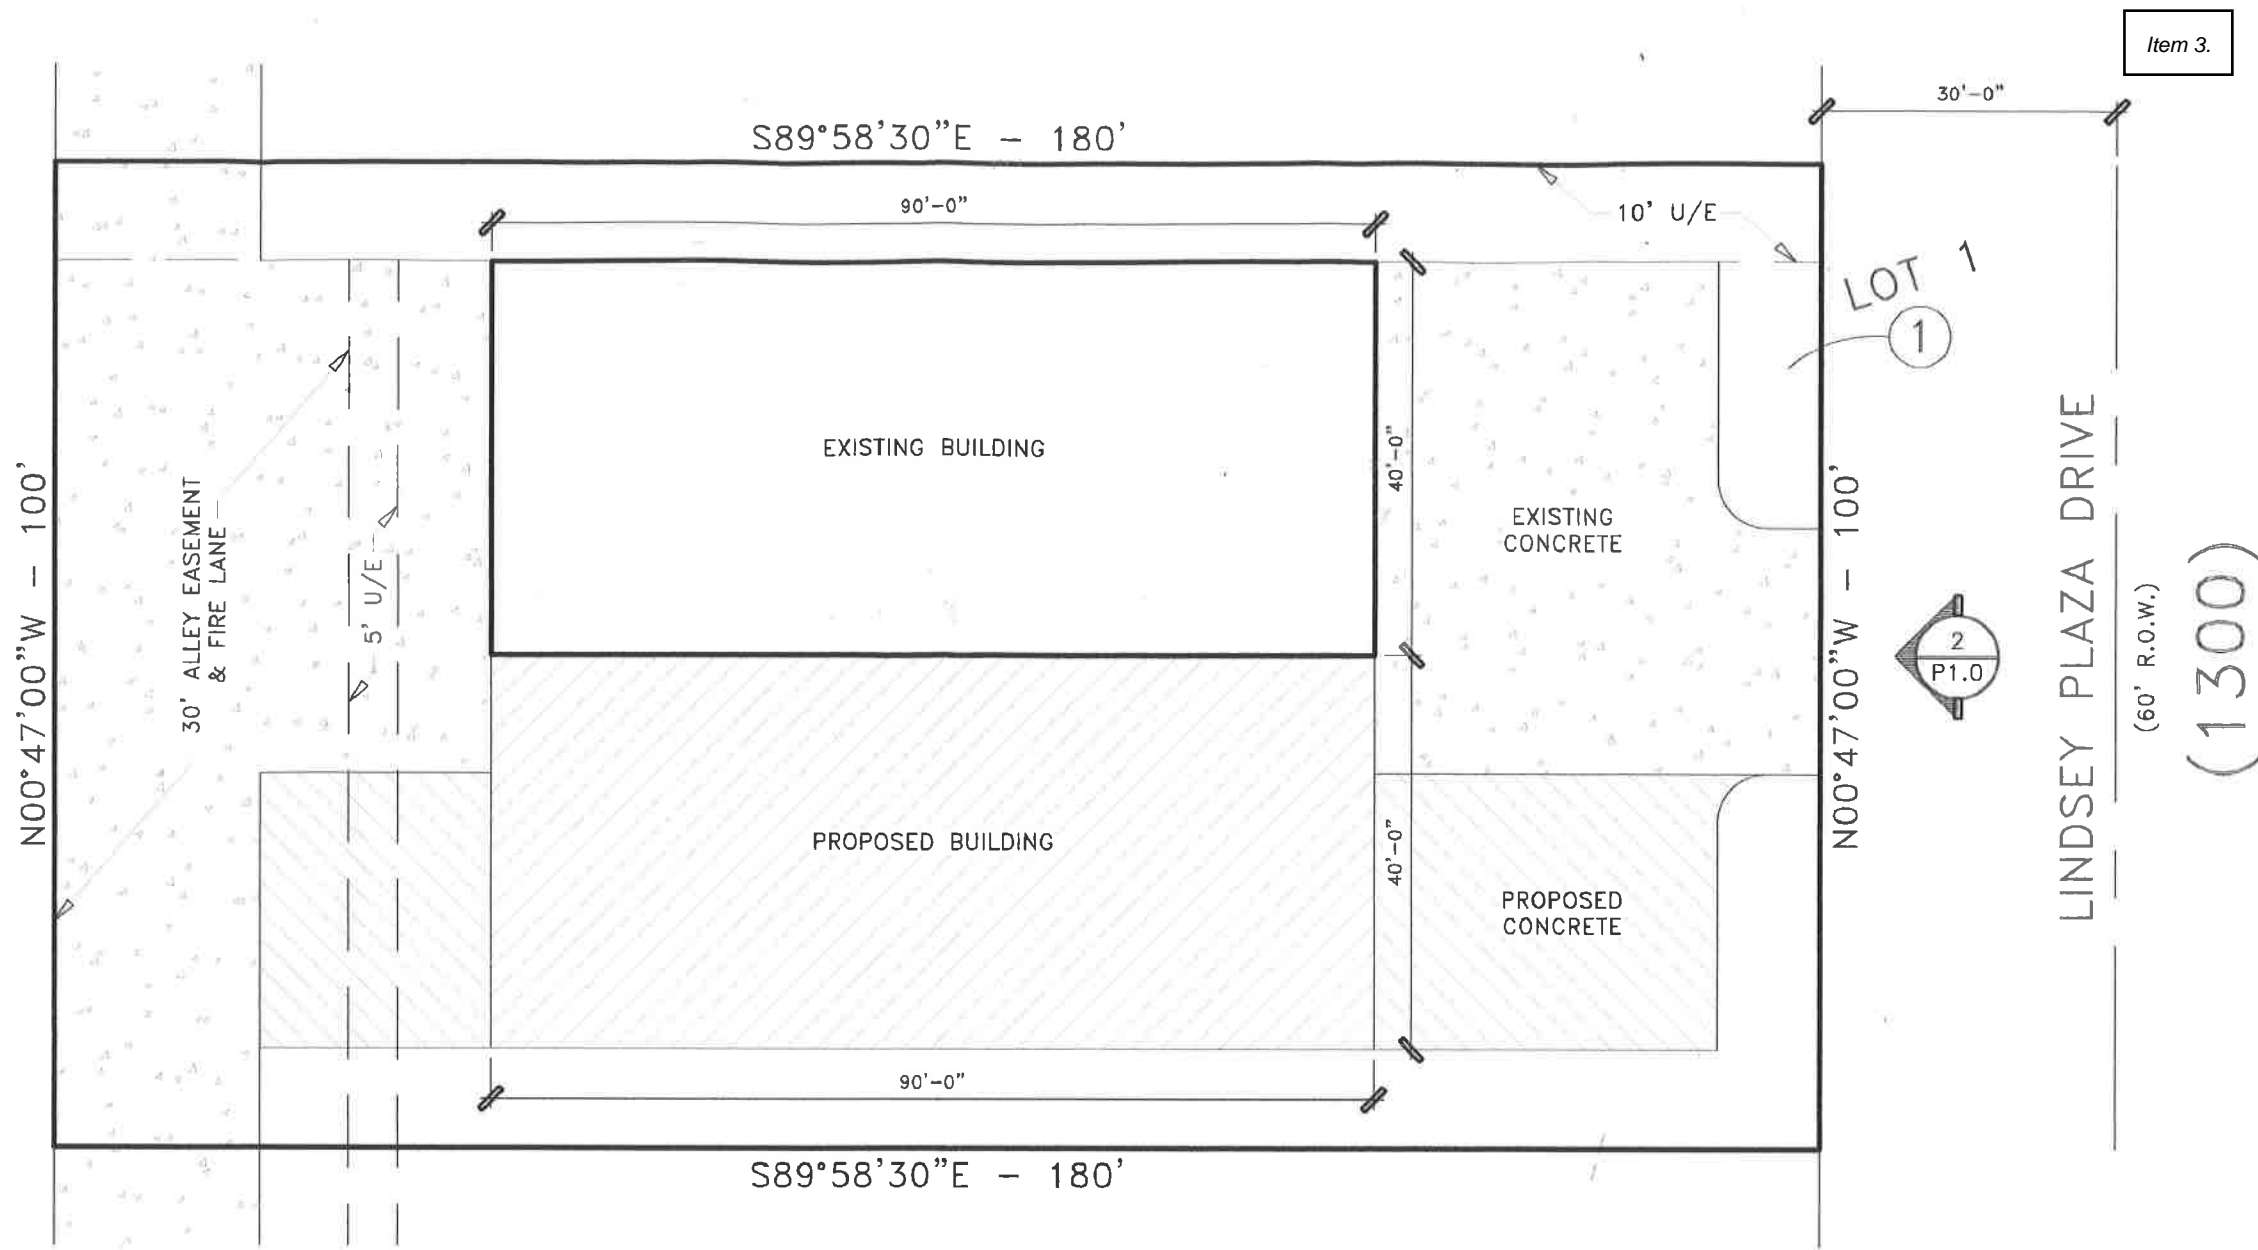 Item 3.
30'-0"
S89°58'30"E - 180'
90'-0"
10' U/E
LOT 1
1
EXISTING BUILDING
40'-0"
EXISTING
CONCRETE
N00°47'00"W - 100'
30' ALLEY EASEMENT
& FIRE LANE
5' U/E
N00°47'00"W - 100'
2
P1.0
LINDSEY PLAZA DRIVE
(60' R.O.W.)
(1300)
PROPOSED BUILDING
40'-0"
PROPOSED
CONCRETE
90'-0"
S89°58'30"E - 180'